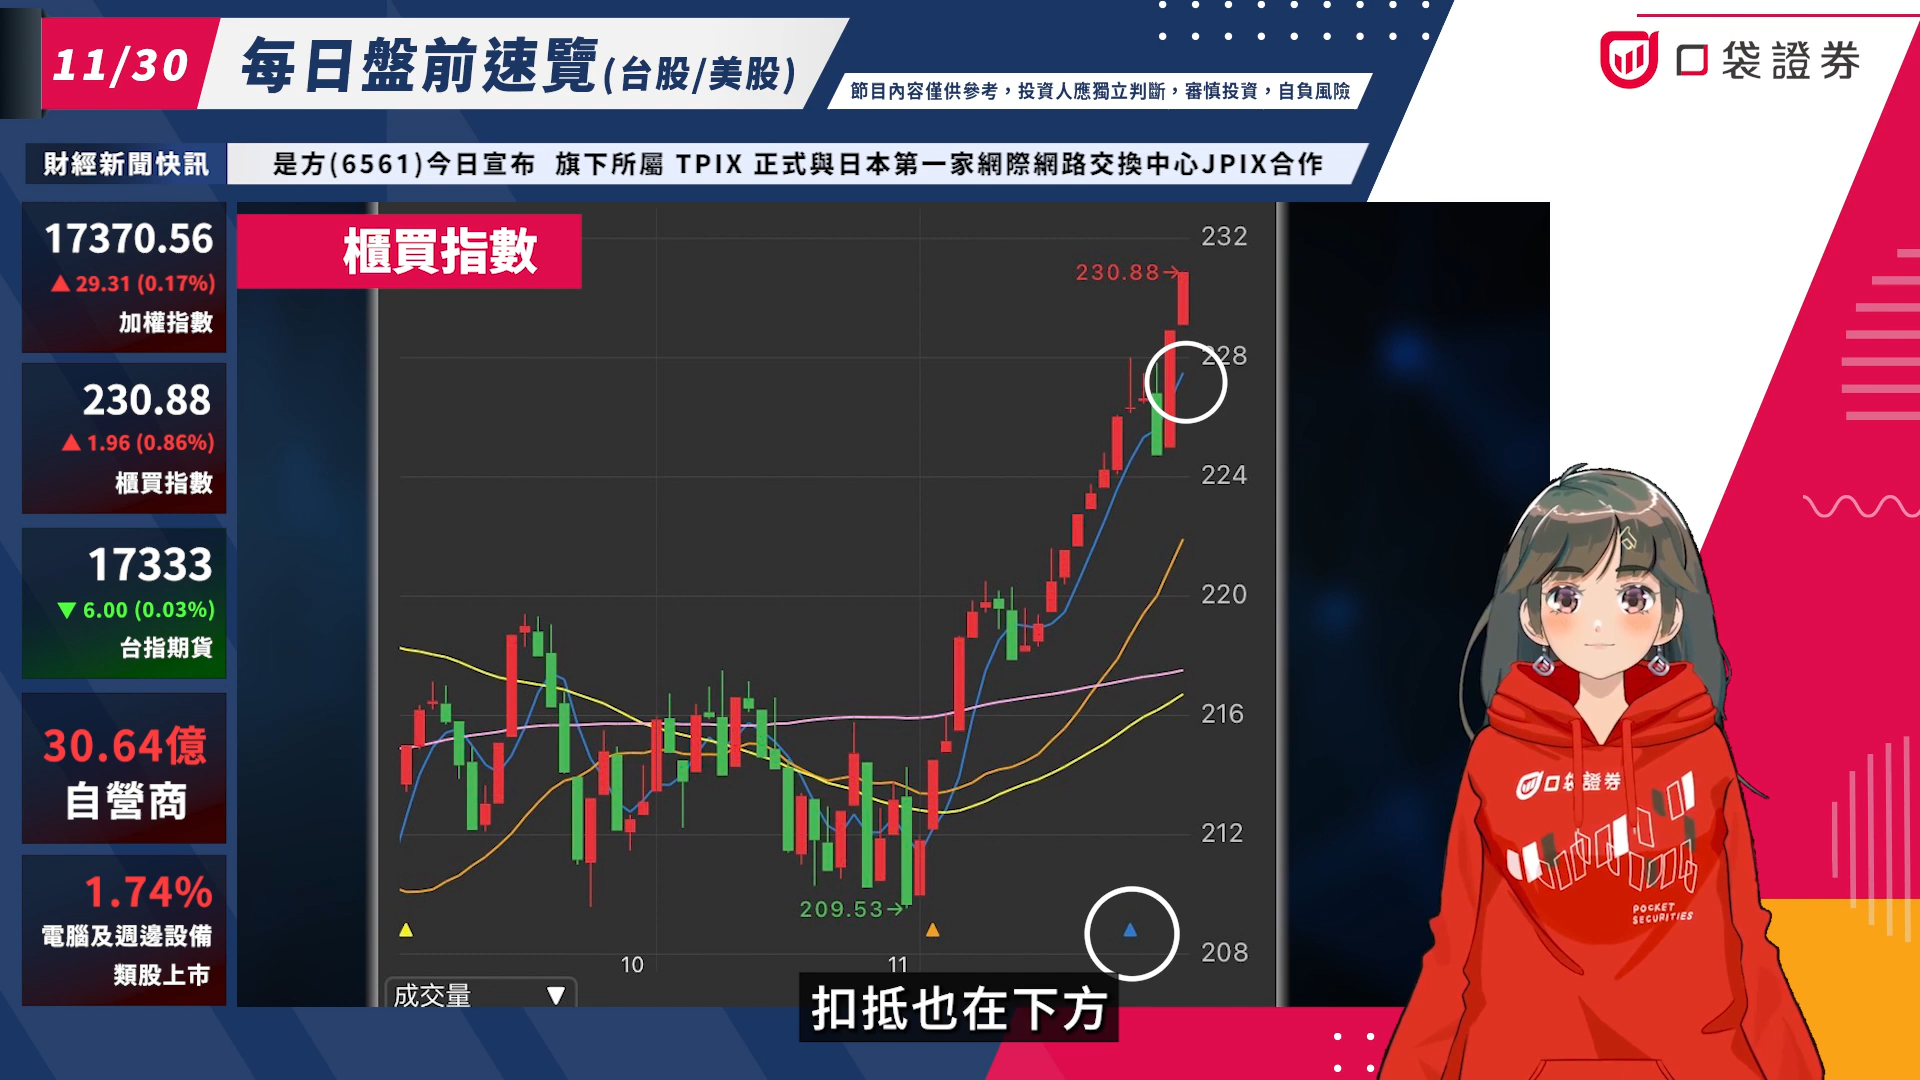 11/30
每日盤前速覽(台股/美股)
節目內容僅供參考，投資人應獨立判斷，審慎投資，自負風險
口袋證券
財經新聞快訊
是方(6561)今日宣布 旗下所屬 TPIX 正式與日本第一家網際網路交換中心JPIX合作
17370.56
▲29.31 (0.17%)
加權指數
230.88
▲1.96 (0.86%)
櫃買指數
17333
▼6.00 (0.03%)
台指期貨
30.64億
自營商
1.74%
電腦及週邊設備
類股上市
櫃買指數
232
230.88→
228
224
220
216
212
209.53→
208
10
11
成交量 ▼
扣抵也在下方
口袋證券
POCKET
SECURITIES